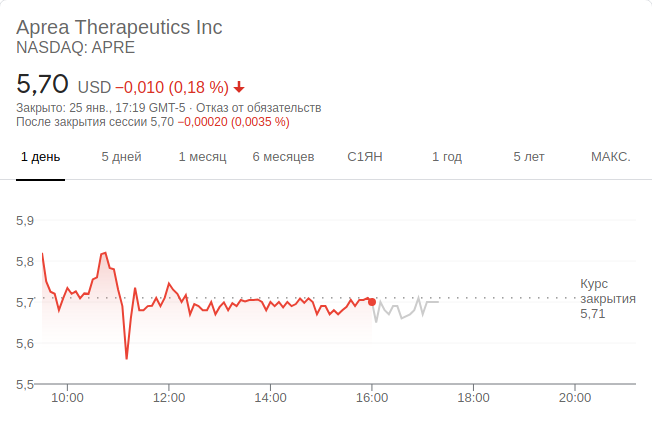 Aprea Therapeutics Inc
NASDAQ: APRE
5,70 USD −0,010 (0,18 %)
Закрыто: 25 янв., 17:19 GMT-5 · Отказ от обязательств
После закрытия сессии 5,70 −0,00020 (0,0035 %)
1 день 5 дней 1 месяц 6 месяцев С1ЯН 1 год 5 лет МАКС.
5,9
5,8
5,7
5,6
5,5
Курс
закрытия
5,71
10:00 12:00 14:00 16:00 18:00 20:00